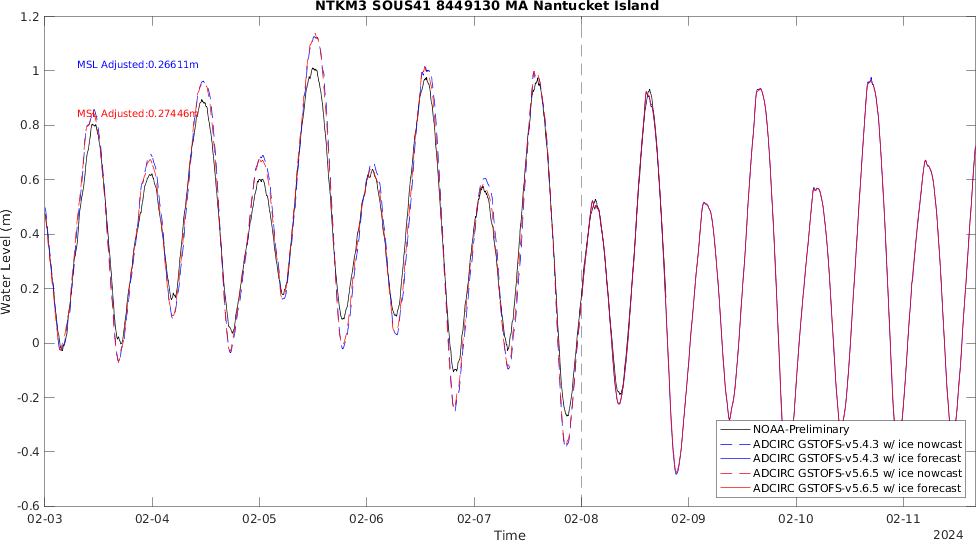 NTKM3 SOUS41 8449130 MA Nantucket Island
1.2
1
0.8
0.6
0.4
0.2
0
-0.2
-0.4
-0.6
Water Level (m)
MSL Adjusted:0.26611m
MSL Adjusted:0.27446m
NOAA-Preliminary
ADCIRC GSTOFS-v5.4.3 w/ ice nowcast
ADCIRC GSTOFS-v5.4.3 w/ ice forecast
ADCIRC GSTOFS-v5.6.5 w/ ice nowcast
ADCIRC GSTOFS-v5.6.5 w/ ice forecast
02-03 02-04 02-05 02-06 02-07 02-08 02-09 02-10 02-11
Time
2024